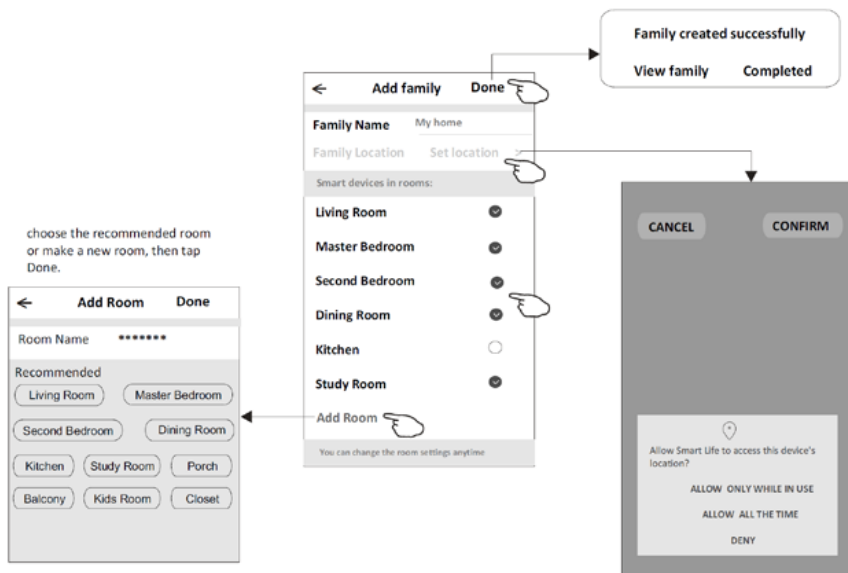 Family created successfully
View family Completed
Add family Done
Family Name My home
Family Location Set location >
Smart devices in rooms:
Living Room
Master Bedroom
Second Bedroom
Dining Room
Kitchen
Study Room
Add Room
You can change the room settings anytime
choose the recommended room
or make a new room, then tap
Done.
Add Room Done
Room Name *******
Recommended
Living Room Master Bedroom
Second Bedroom Dining Room
Kitchen Study Room Porch
Balcony Kids Room Closet
CANCEL CONFIRM
Allow Smart Life to access this device's
location?
ALLOW ONLY WHILE IN USE
ALLOW ALL THE TIME
DENY